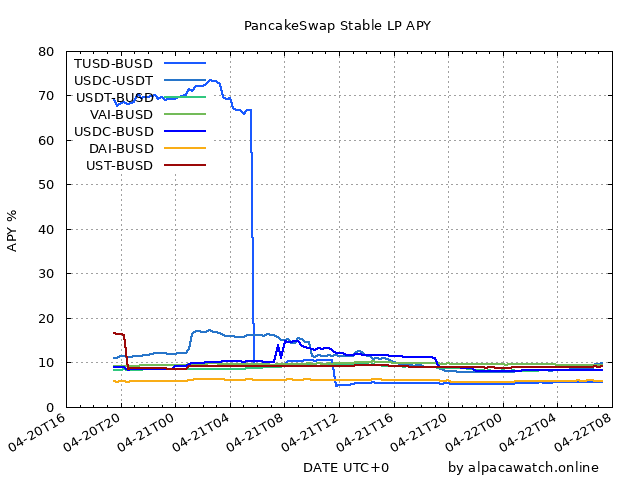 PancakeSwap Stable LP APY
80
70
60
50
40
30
20
10
0
APY %
TUSD-BUSD
USDC-USDT
USDT-BUSD
VAI-BUSD
USDC-BUSD
DAI-BUSD
UST-BUSD
04-20T16
04-20T20
04-21T00
04-21T04
04-21T08
04-21T12
04-21T16
04-21T20
04-22T00
04-22T04
04-22T08
DATE UTC+0
by alpacawatch.online